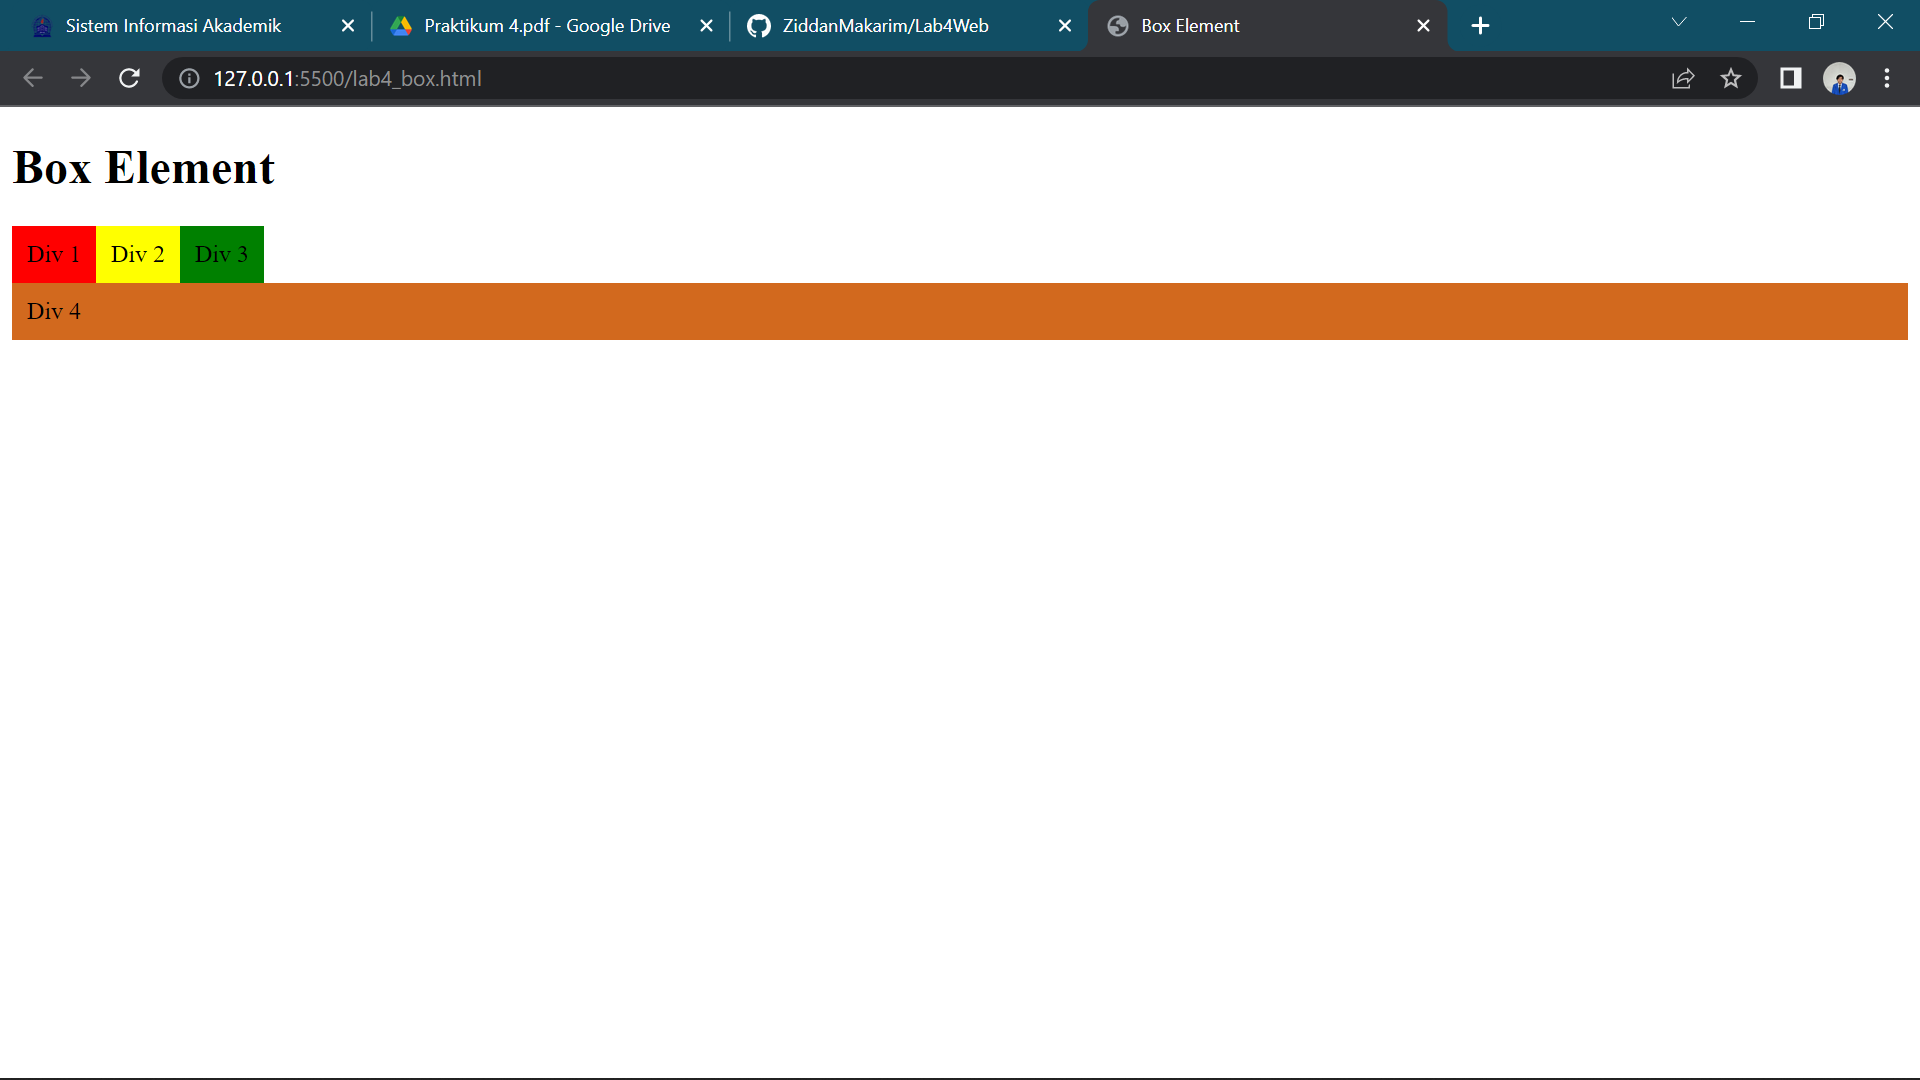 Sistem Informasi Akademik
Praktikum 4.pdf - Google Drive
ZiddanMakarim/Lab4Web
Box Element
127.0.0.1:5500/lab4_box.html
Box Element
Div 1
Div 2
Div 3
Div 4